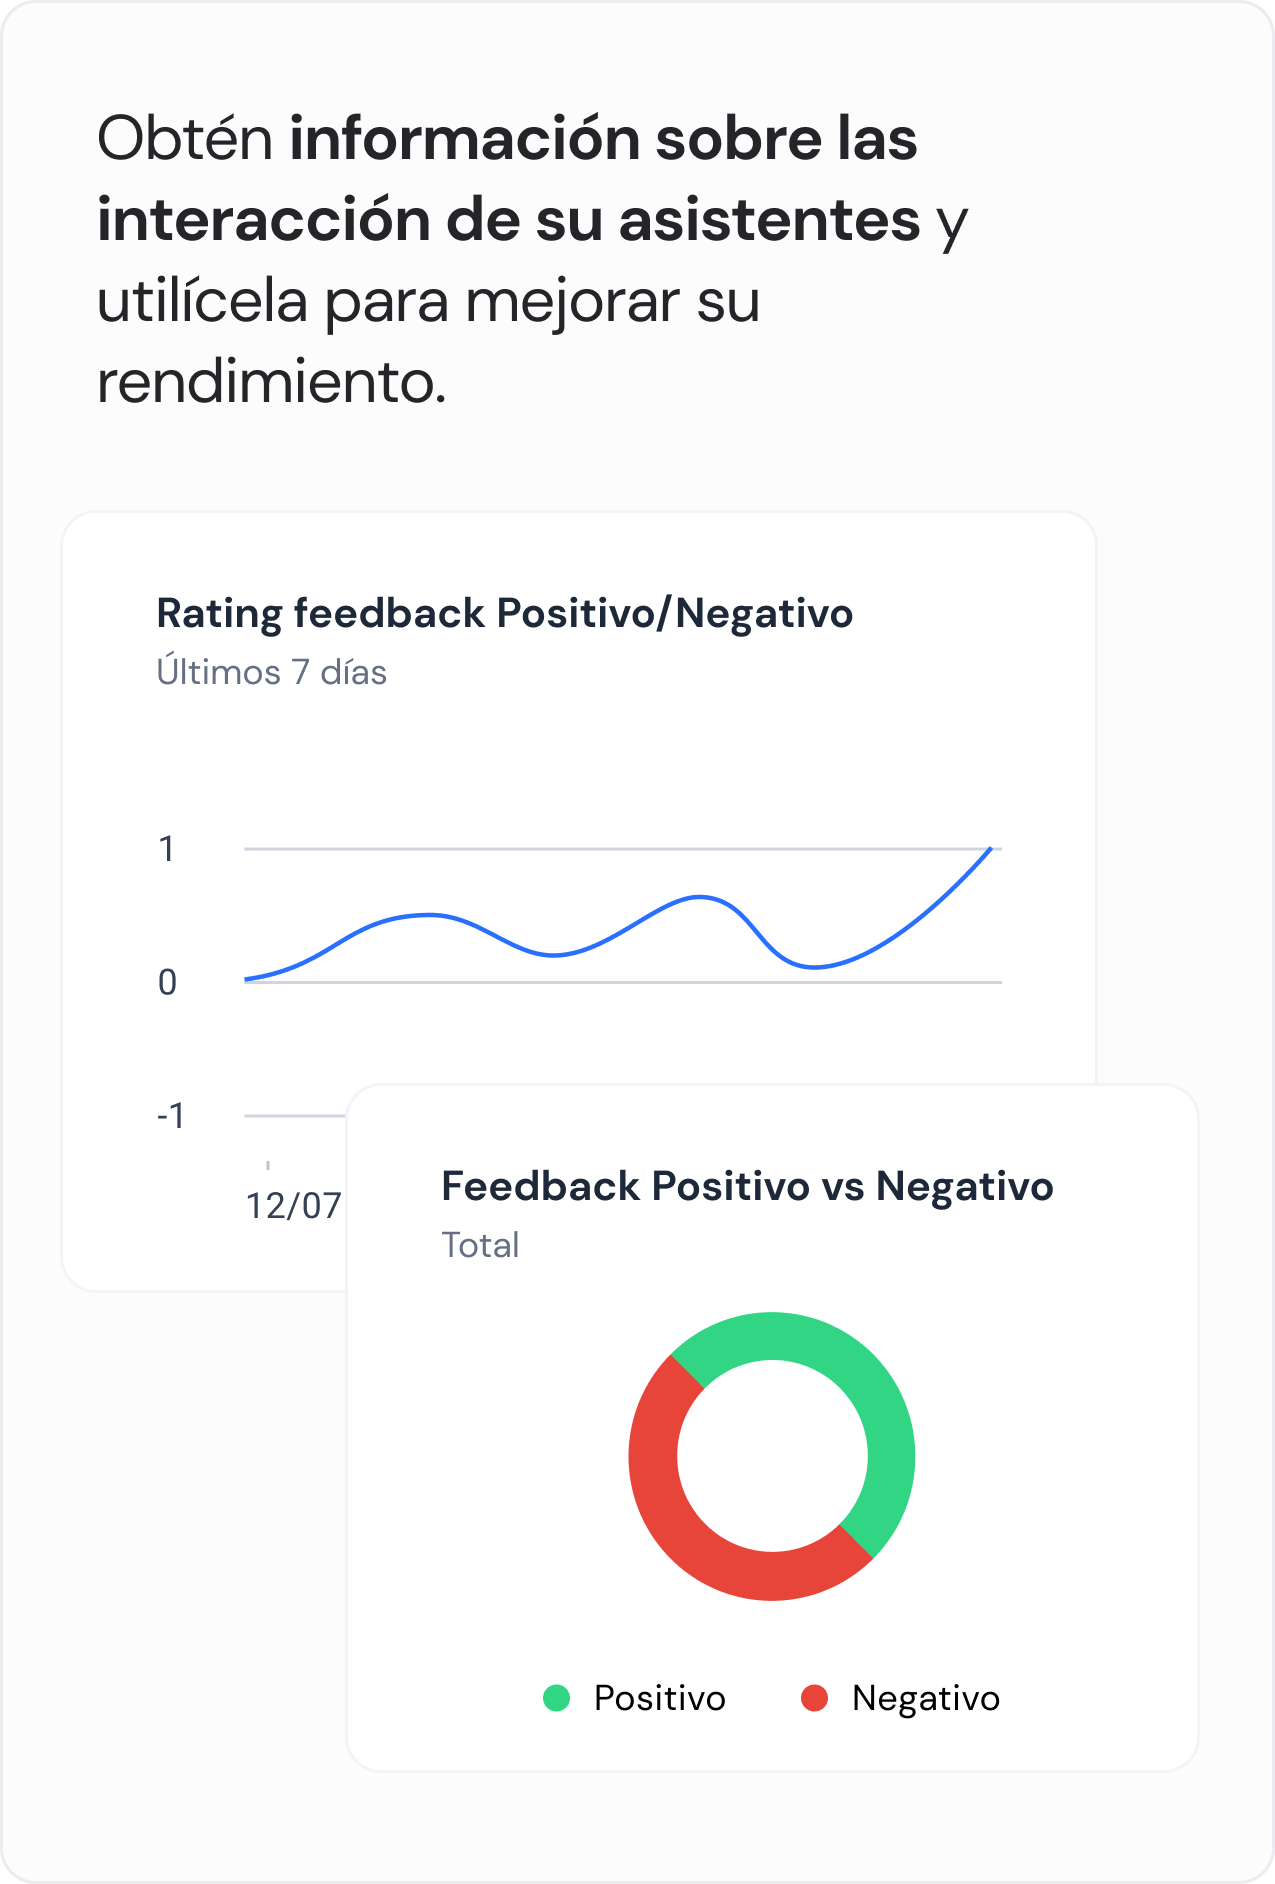 Obtén información sobre las
interacción de su asistentes y
utilícela para mejorar su
rendimiento.
Rating feedback Positivo/Negativo
Últimos 7 días
1
0
-1
12/07
Feedback Positivo vs Negativo
Total
Positivo
Negativo